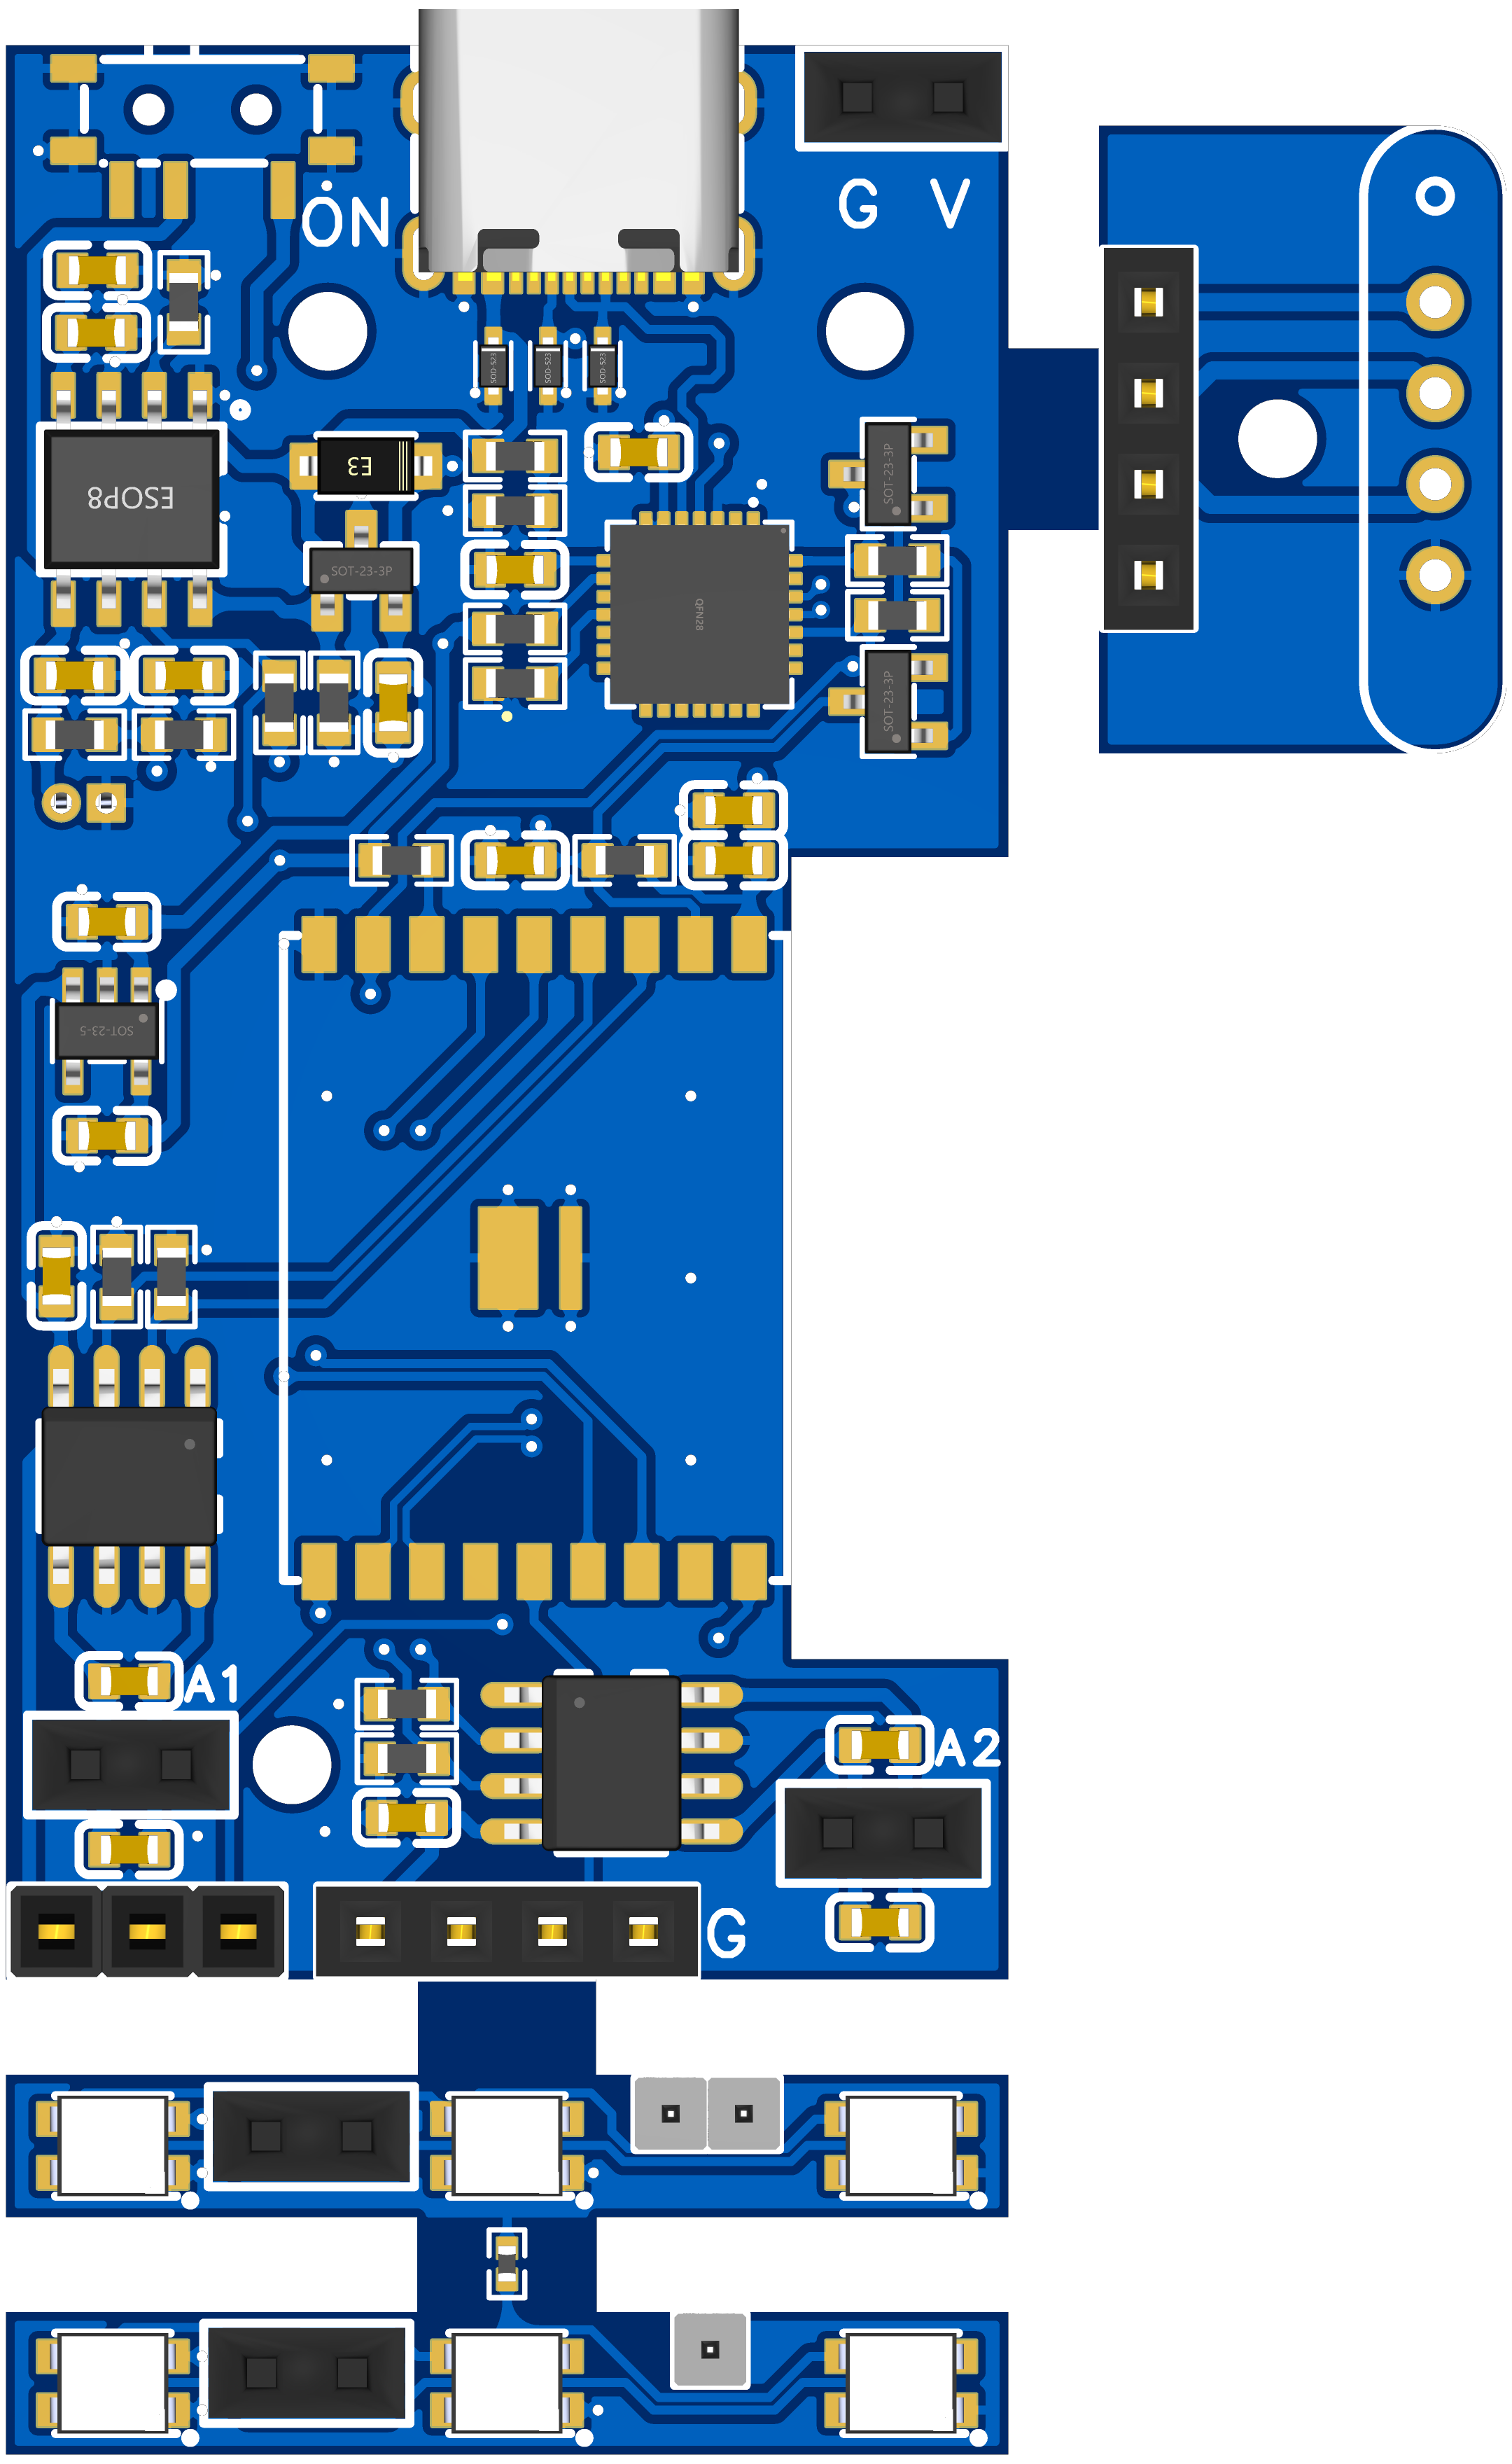 ON
G V
SOD-523
SOD-523
SOD-523
E3
ESOP8
SOT-23-3P
SOT-23-3P
QFN28
SOT-23-3P
SOT-23-5
A1
A2
G